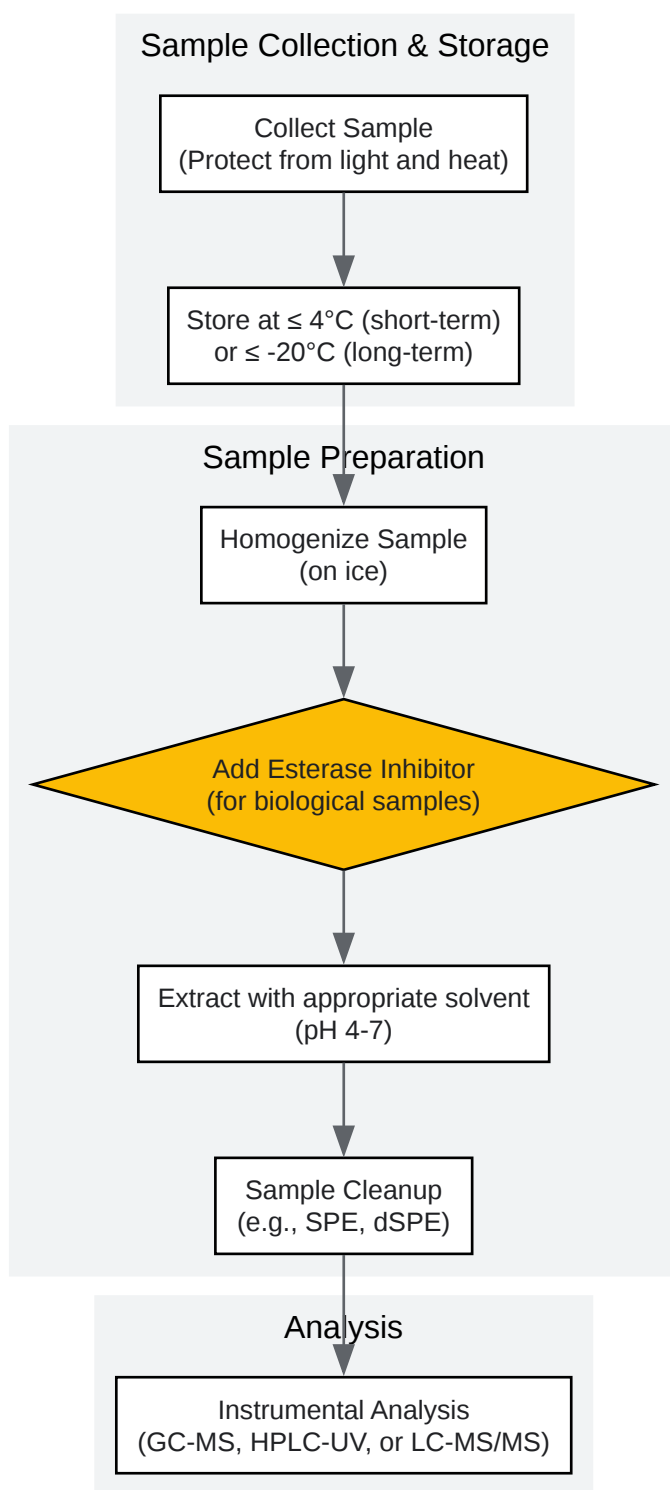 Sample Collection & Storage
Collect Sample
(Protect from light and heat)
Store at ≤ 4°C (short-term)
or ≤ -20°C (long-term)
Sample Preparation
Homogenize Sample
(on ice)
Add Esterase Inhibitor
(for biological samples)
Extract with appropriate solvent
(pH 4-7)
Sample Cleanup
(e.g., SPE, dSPE)
Analysis
Instrumental Analysis
(GC-MS, HPLC-UV, or LC-MS/MS)